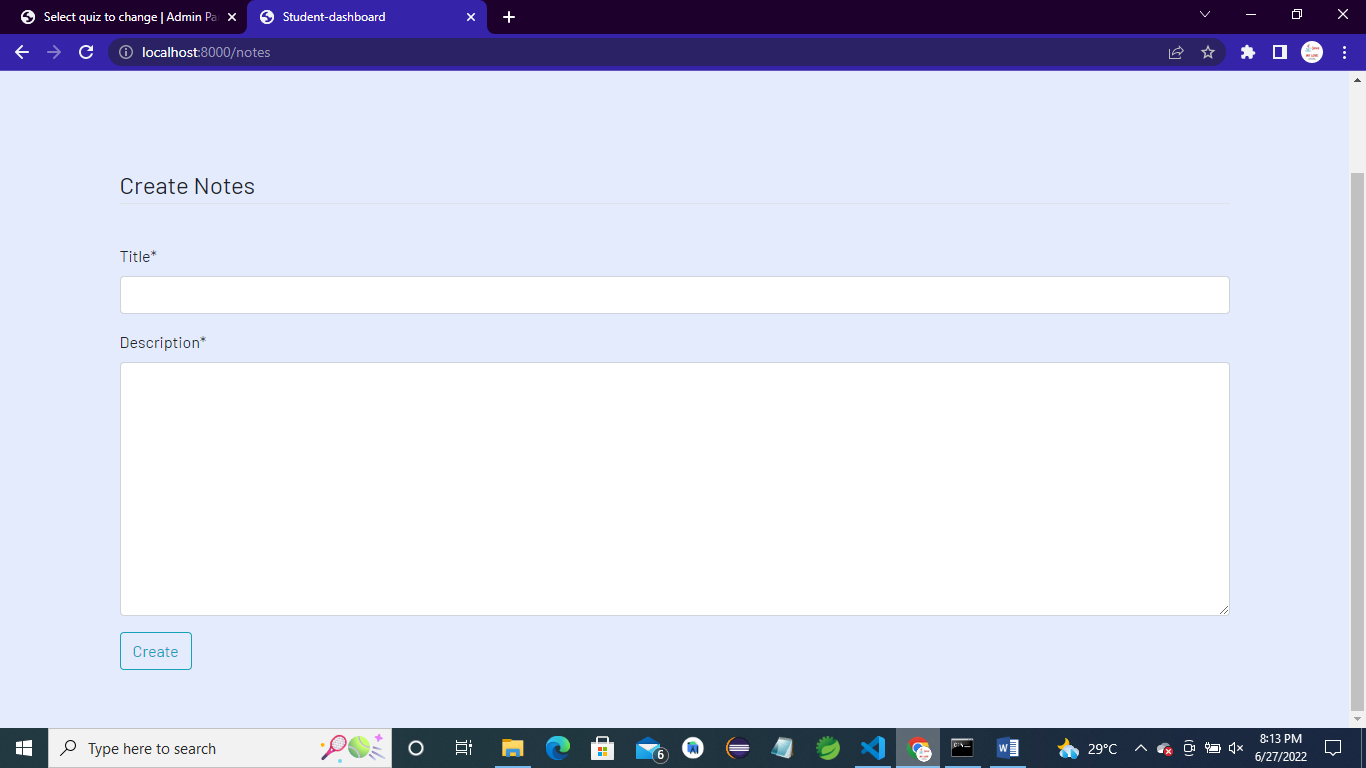 Select quiz to change | Admin Pa
Student-dashboard
localhost:8000/notes
Create Notes
Title*
Description*
Create
Type here to search
6
29°C
8:13 PM
6/27/2022